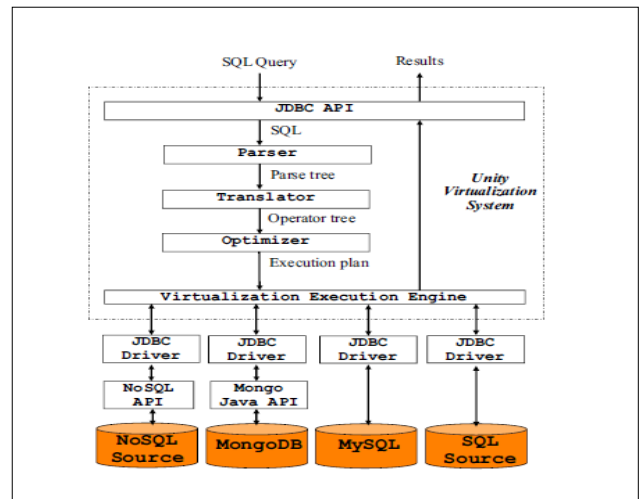 SQL Query Results
JDBC API
SQL
Parser
Parse tree
Unity
Virtualization
System
Translator
Operator tree
Optimizer
Execution plan
Virtualization Execution Engine
JDBC
Driver
JDBC
Driver
JDBC
Driver
JDBC
Driver
NoSQL
API
Mongo
Java API
NoSQL
Source
MongoDB
MySQL
SQL
Source